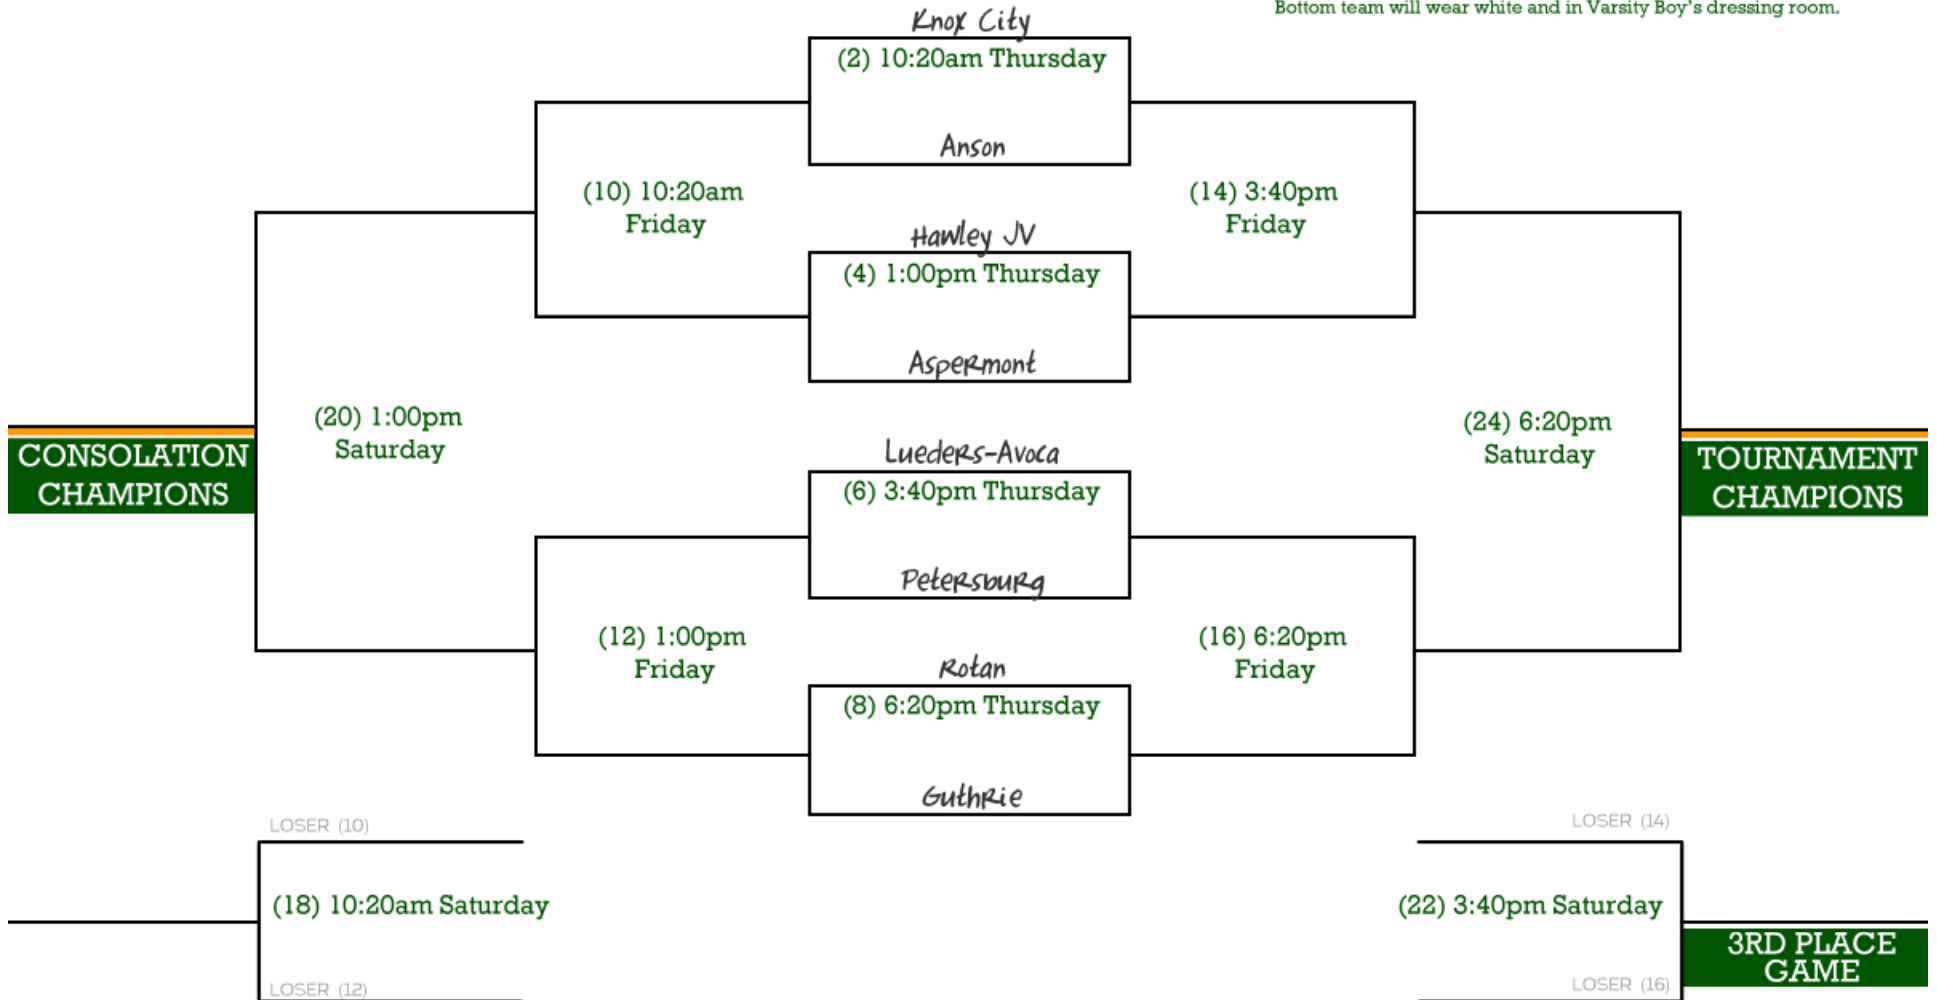 Bottom team will wear white and in Varsity Boy's dressing room.
Knox City
(2) 10:20am Thursday
Anson
(10) 10:20am
Friday
(14) 3:40pm
Friday
Hawley JV
(4) 1:00pm Thursday
Aspermont
(20) 1:00pm
Saturday
(24) 6:20pm
Saturday
CONSOLATION
CHAMPIONS
TOURNAMENT
CHAMPIONS
Lueders-Avoca
(6) 3:40pm Thursday
Petersburg
(12) 1:00pm
Friday
(16) 6:20pm
Friday
Rotan
(8) 6:20pm Thursday
Guthrie
LOSER (10)
(18) 10:20am Saturday
LOSER (12)
LOSER (14)
(22) 3:40pm Saturday
LOSER (16)
3RD PLACE
GAME